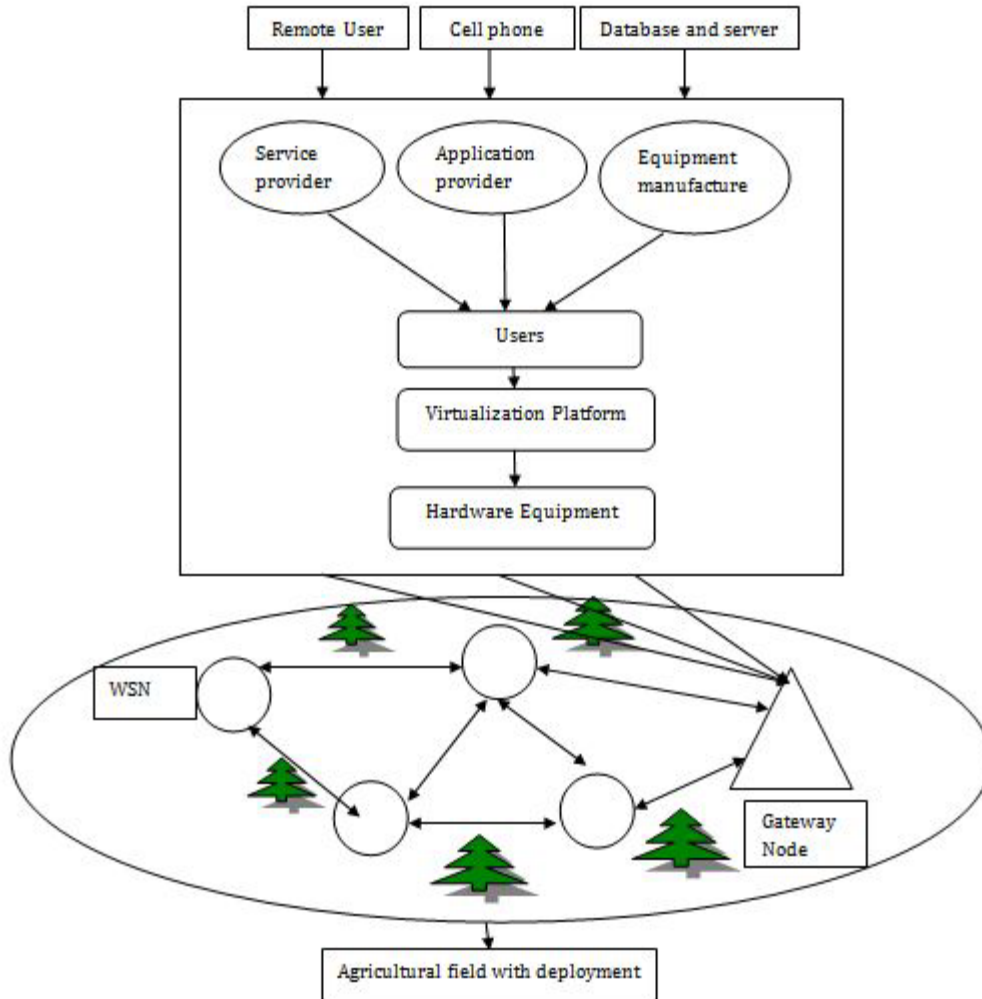 Remote User
Cell phone
Database and server
Service
provider
Application
provider
Equipment
manufacture
Users
Virtualization Platform
Hardware Equipment
WSN
Gateway
Node
Agricultural field with deployment